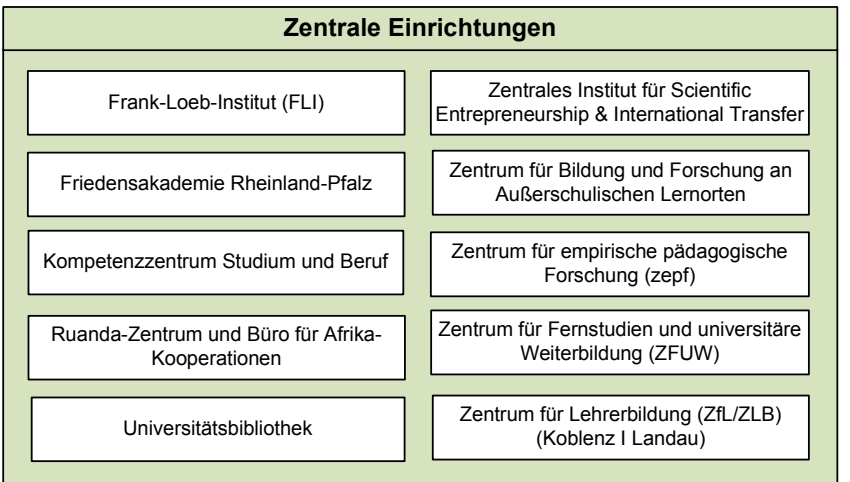 Zentrale Einrichtungen
Frank-Loeb-Institut (FLI)
Friedensakademie Rheinland-Pfalz
Kompetenzzentrum Studium und Beruf
Ruanda-Zentrum und Büro für Afrika-
Kooperationen
Universitätsbibliothek
Zentrales Institut für Scientific
Entrepreneurship & International Transfer
Zentrum für Bildung und Forschung an
Außerschulischen Lernorten
Zentrum für empirische pädagogische
Forschung (zepf)
Zentrum für Fernstudien und universitäre
Weiterbildung (ZFUW)
Zentrum für Lehrerbildung (ZfL/ZLB)
(Koblenz I Landau)